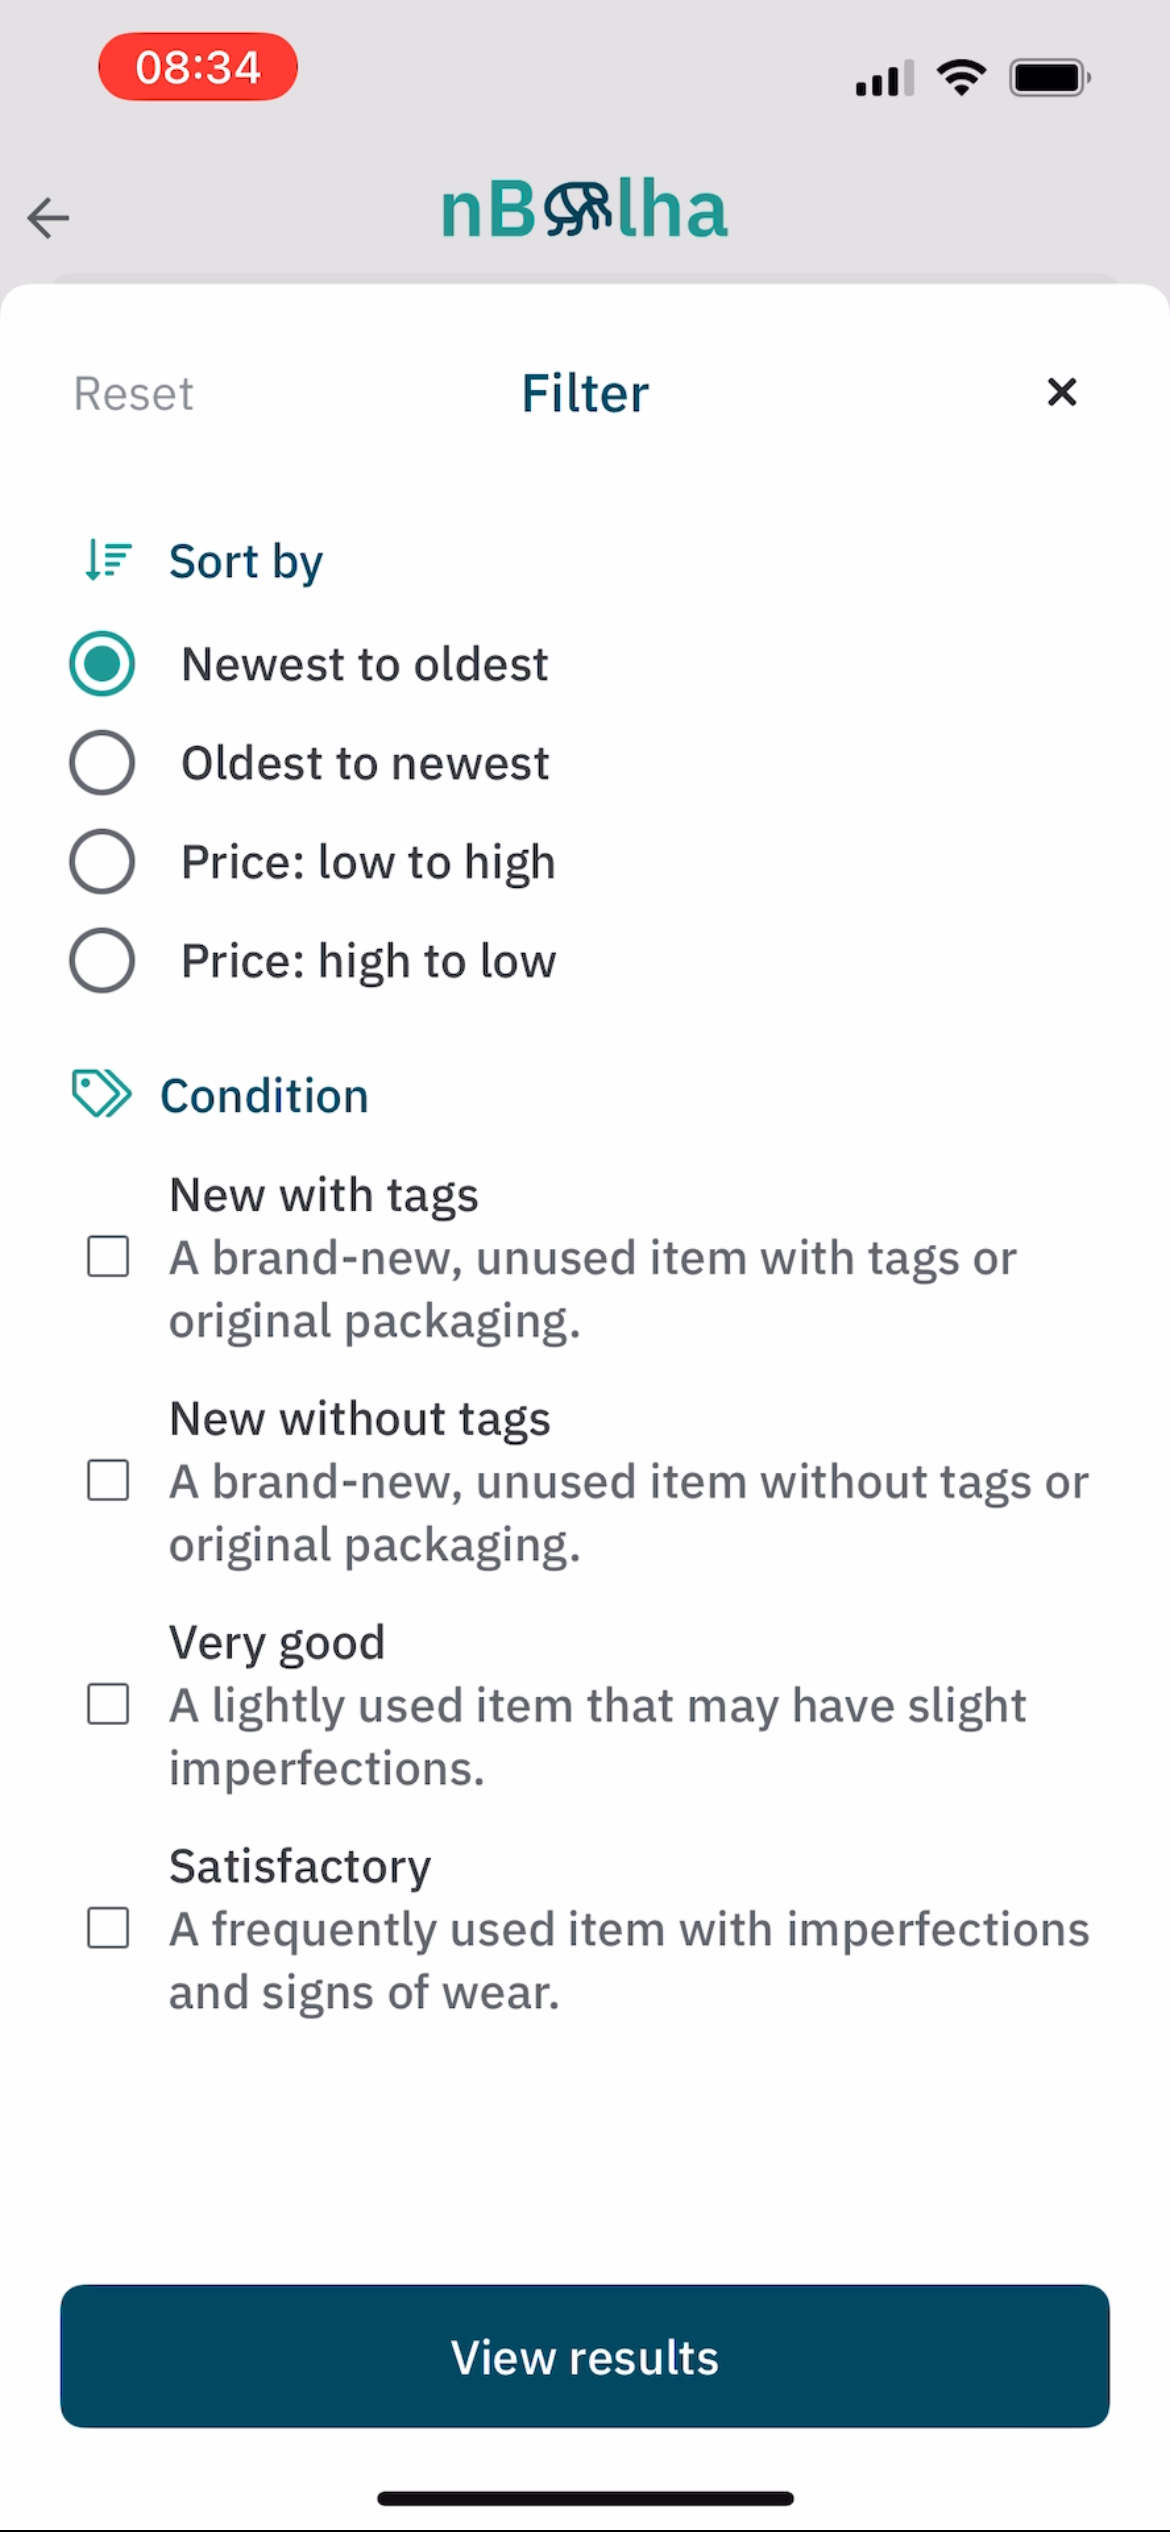 08:34
nBolha
Reset
Filter
Sort by
Newest to oldest
Oldest to newest
Price: low to high
Price: high to low
Condition
New with tags
A brand-new, unused item with tags or
original packaging.
New without tags
A brand-new, unused item without tags or
original packaging.
Very good
A lightly used item that may have slight
imperfections.
Satisfactory
A frequently used item with imperfections
and signs of wear.
View results